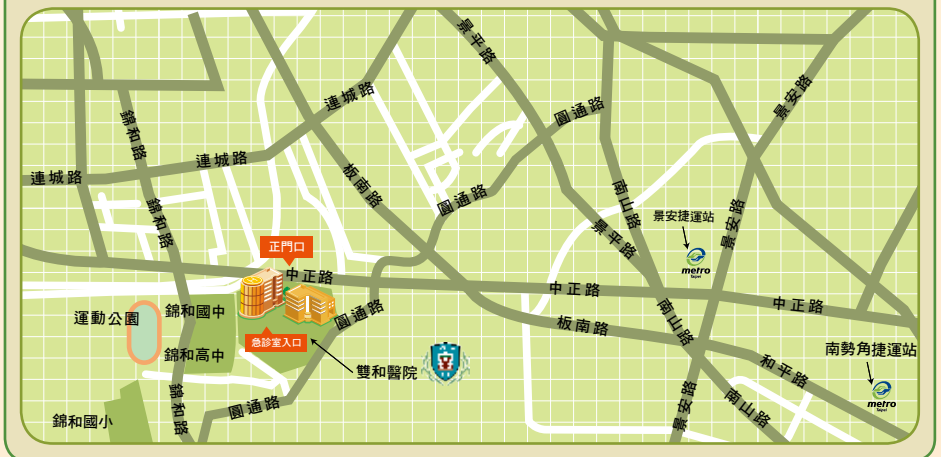 景平路
圓通路
景安路
連城路
錦和路
連城路
連城路
板南路
圓通路
南山路
錦和路
景平路
景安捷運站
景安路
metro
Taipei
正門口
中正路
中正路
中正路
運動公園
錦和國中
圓通路
板南路
南山路
急診室入口
錦和高中
雙和醫院
南勢角捷運站
和平路
metro
Taipei
錦和路
圓通路
景安路
南山路
錦和國小